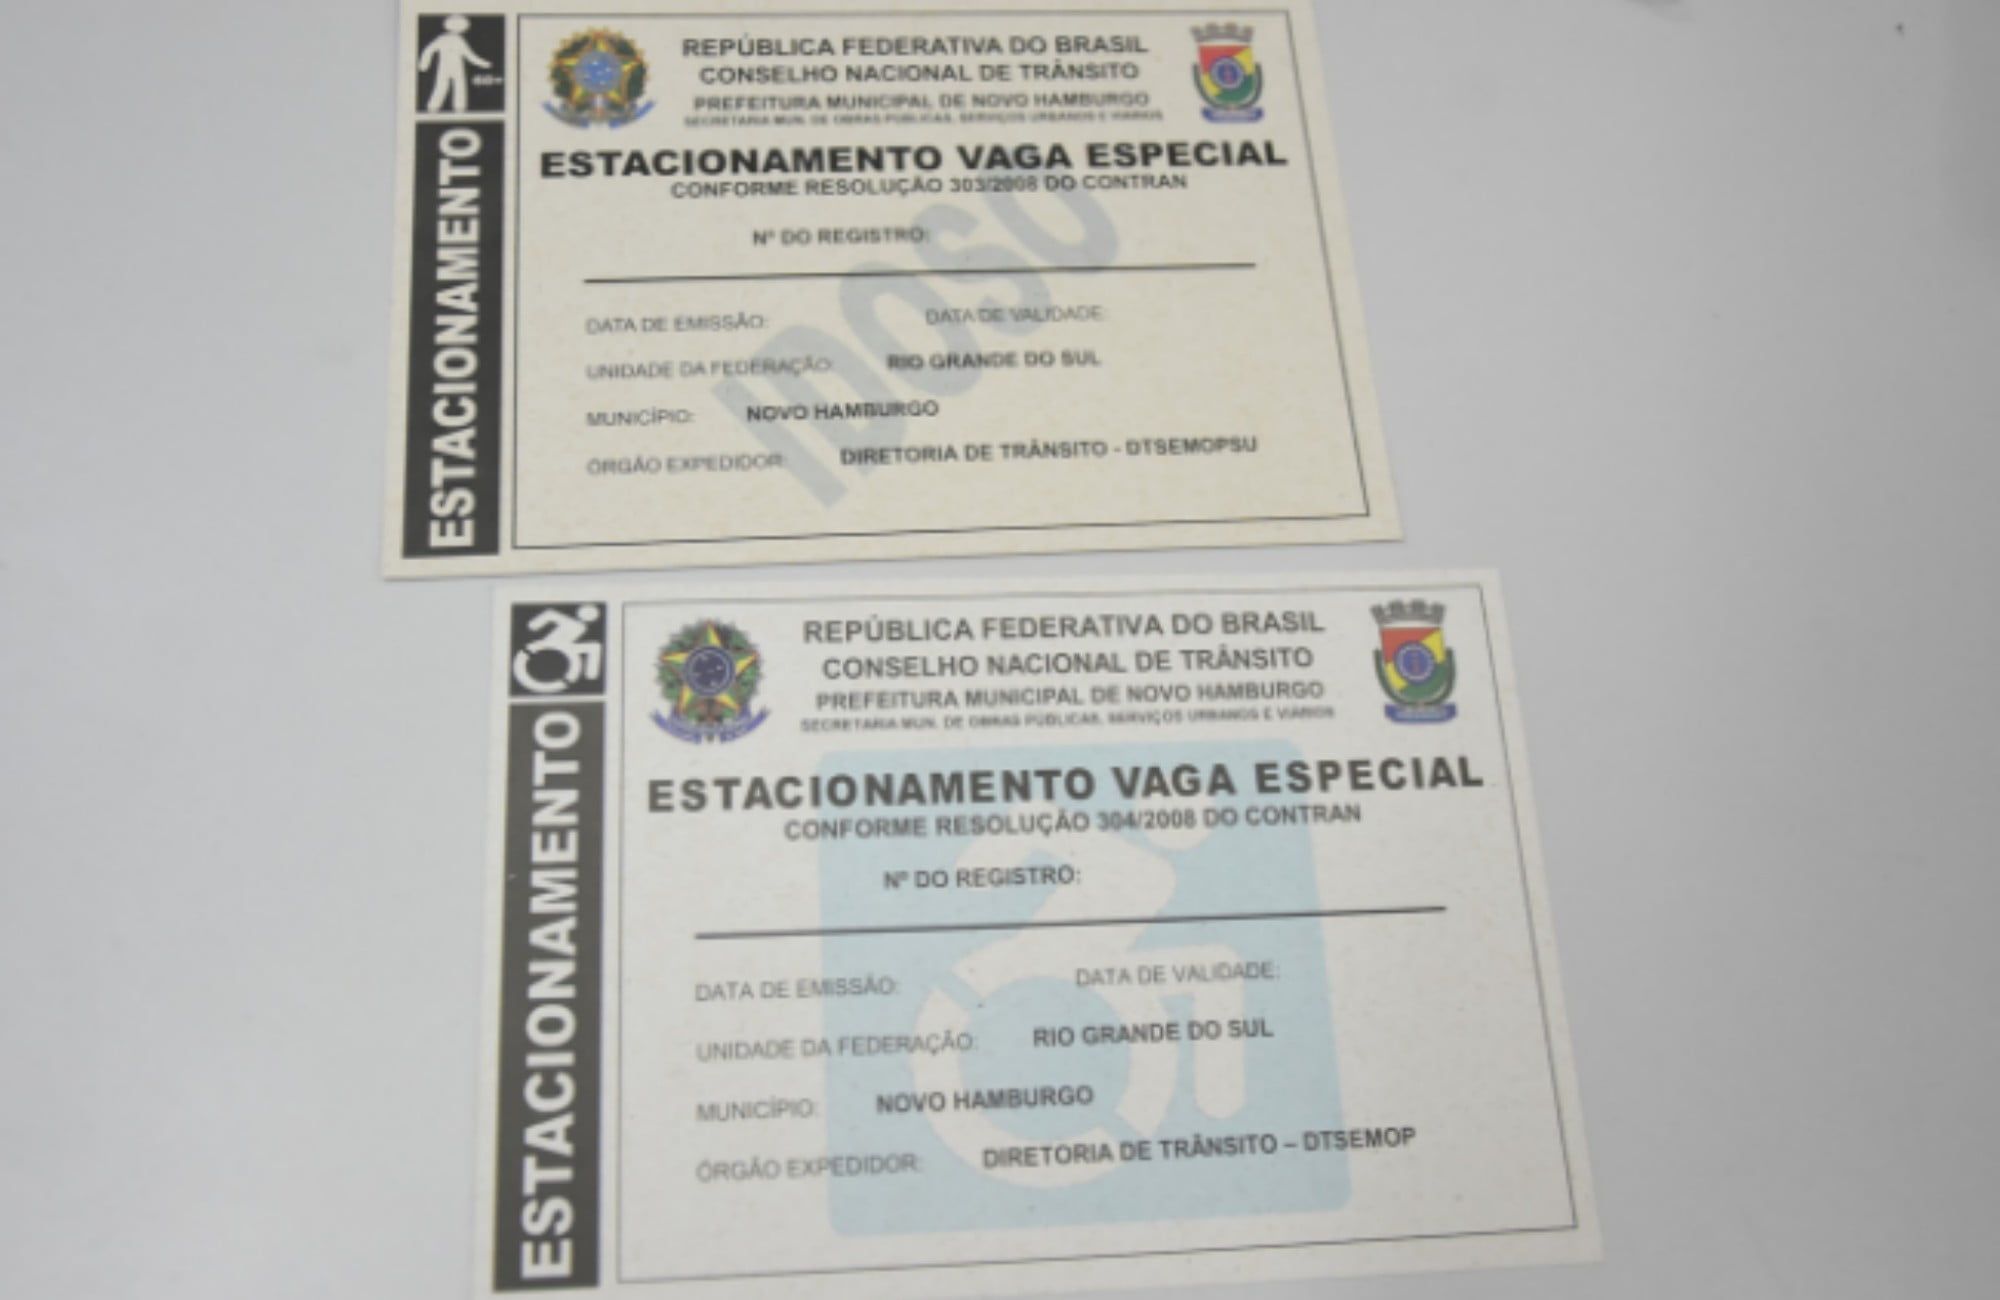 60+
ESTACIONAMENTO
REPÚBLICA FEDERATIVA DO BRASIL
CONSELHO NACIONAL DE TRÂNSITO
PREFEITURA MUNICIPAL DE NOVO HAMBURGO
SECRETARIA MUN. DE OBRAS PÚBLICAS, SERVIÇOS URBANOS E VIÁRIOS
ESTACIONAMENTO VAGA ESPECIAL
CONFORME RESOLUÇÃO 303/2008 DO CONTRAN
Nº DO REGISTRO:
IDOSO
DATA DE EMISSÃO: DATA DE VALIDADE:
UNIDADE DA FEDERAÇÃO: RIO GRANDE DO SUL
MUNICÍPIO: NOVO HAMBURGO
ÓRGÃO EXPEDIDOR: DIRETORIA DE TRÂNSITO - DTSEMOPSU
ESTACIONAMENTO
REPÚBLICA FEDERATIVA DO BRASIL
CONSELHO NACIONAL DE TRÂNSITO
PREFEITURA MUNICIPAL DE NOVO HAMBURGO
SECRETARIA MUN. DE OBRAS PÚBLICAS, SERVIÇOS URBANOS E VIÁRIOS
ESTACIONAMENTO VAGA ESPECIAL
CONFORME RESOLUÇÃO 304/2008 DO CONTRAN
Nº DO REGISTRO:
DATA DE EMISSÃO: DATA DE VALIDADE:
UNIDADE DA FEDERAÇÃO: RIO GRANDE DO SUL
MUNICÍPIO: NOVO HAMBURGO
ÓRGÃO EXPEDIDOR: DIRETORIA DE TRÂNSITO – DTSEMOP